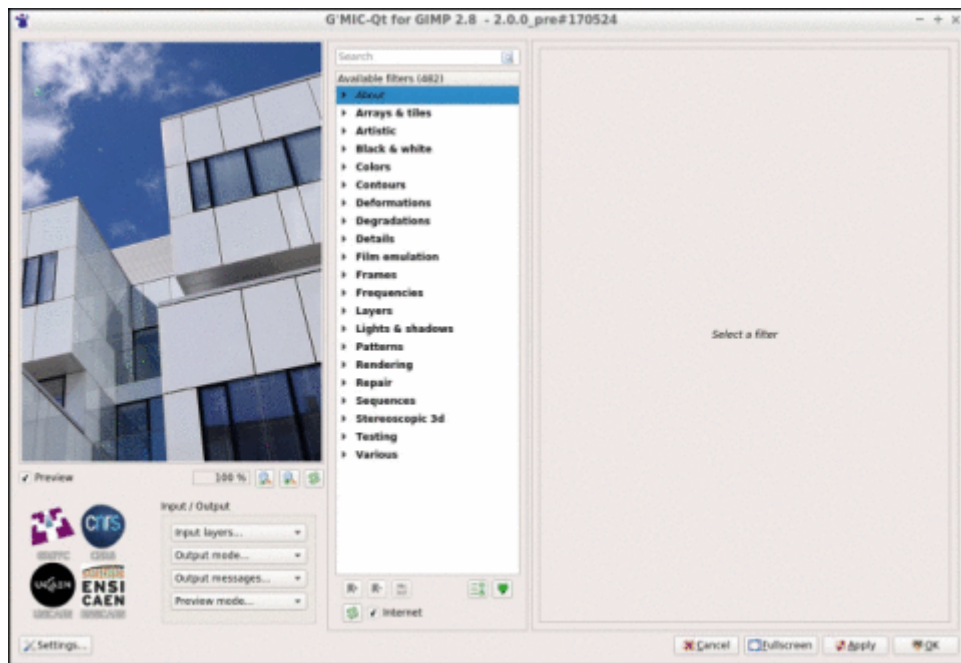 G'MIC-Qt for GIMP 2.8 - 2.0.0_pre#170524
Search
Available filters (482)
About
Arrays & tiles
Artistic
Black & white
Colors
Contours
Deformations
Degradations
Details
Film emulation
Frames
Frequencies
Layers
Lights & shadows
Patterns
Rendering
Repair
Sequences
Stereoscopic 3d
Testing
Various
Select a filter
Preview
100 %
Input / Output
Input layers...
Output mode...
Output messages...
Preview mode...
cnrs
ENSI
CAEN
Internet
Settings...
Cancel
Fullscreen
Apply
OK